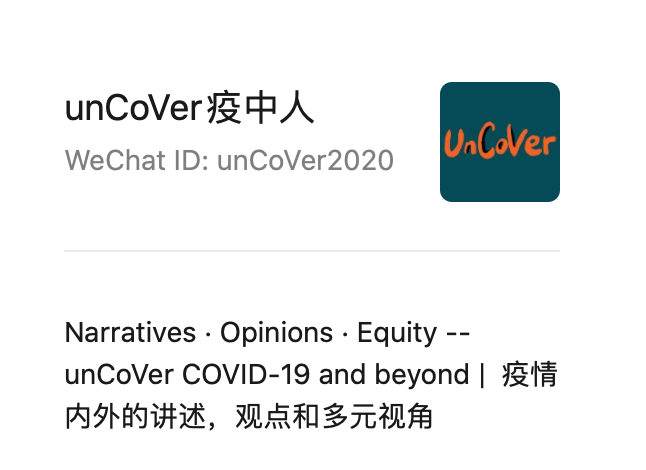 unCoVer疫中人
WeChat ID: unCoVer2020
UnCoVer
Narratives · Opinions · Equity --
unCoVer COVID-19 and beyond |  疫情
内外的讲述，观点和多元视角